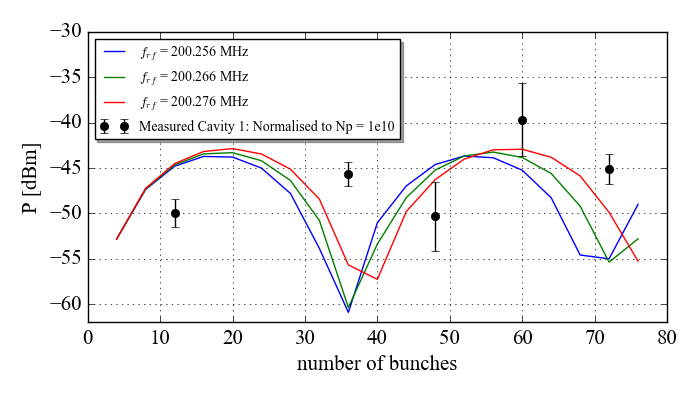 −30
−35
−40
−45
−50
−55
−60
P [dBm]
f_rf = 200.256 MHz
f_rf = 200.266 MHz
f_rf = 200.276 MHz
Measured Cavity 1: Normalised to Np = 1e10
0 10 20 30 40 50 60 70 80
number of bunches